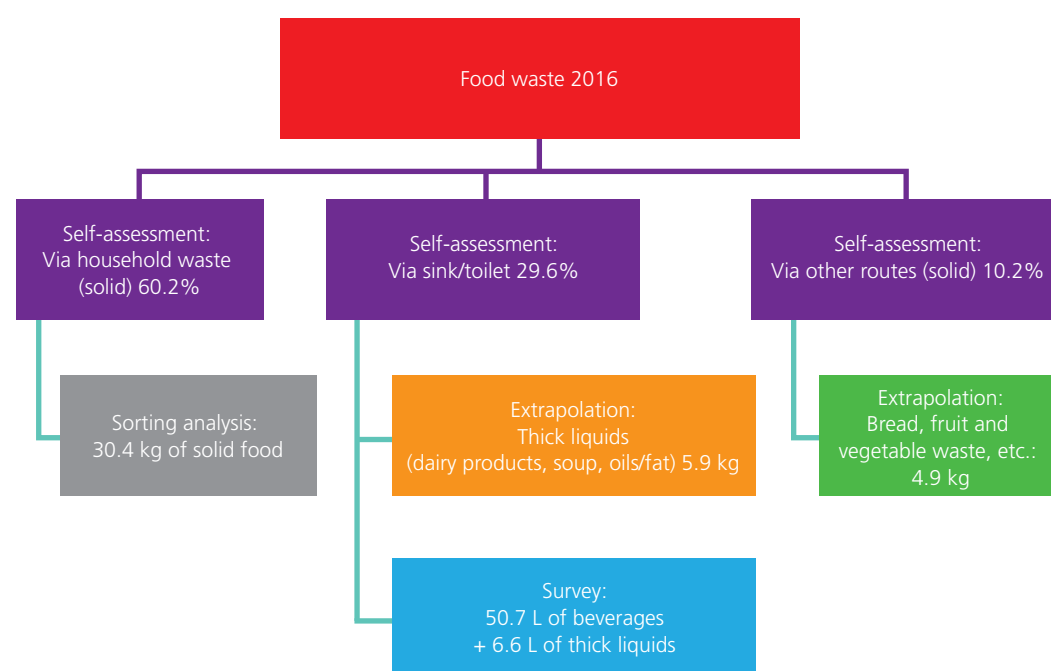 Food waste 2016
Self-assessment:
Via household waste
(solid) 60.2%
Self-assessment:
Via sink/toilet 29.6%
Self-assessment:
Via other routes (solid) 10.2%
Sorting analysis:
30.4 kg of solid food
Extrapolation:
Thick liquids
(dairy products, soup, oils/fat) 5.9 kg
Extrapolation:
Bread, fruit and
vegetable waste, etc.:
4.9 kg
Survey:
50.7 L of beverages
+ 6.6 L of thick liquids